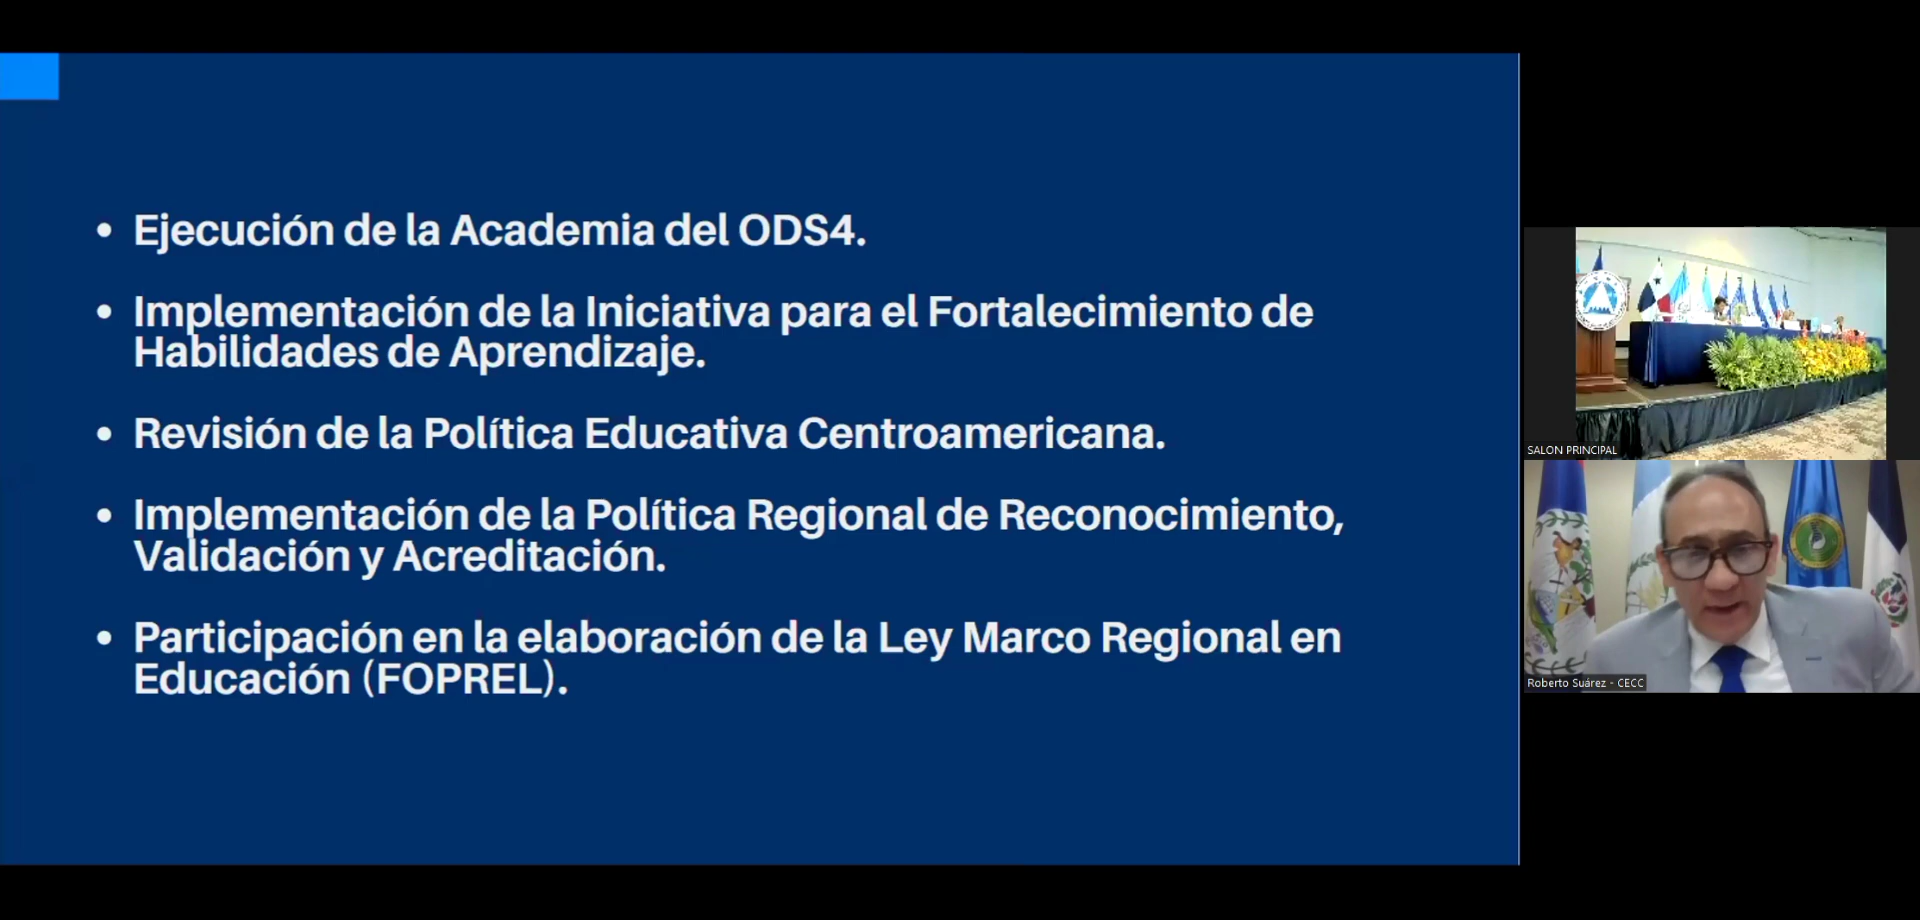 • Ejecución de la Academia del ODS4.
• Implementación de la Iniciativa para el Fortalecimiento de
Habilidades de Aprendizaje.
• Revisión de la Política Educativa Centroamericana.
• Implementación de la Política Regional de Reconocimiento,
Validación y Acreditación.
• Participación en la elaboración de la Ley Marco Regional en
Educación (FOPREL).
SALON PRINCIPAL
Roberto Suárez - CECC